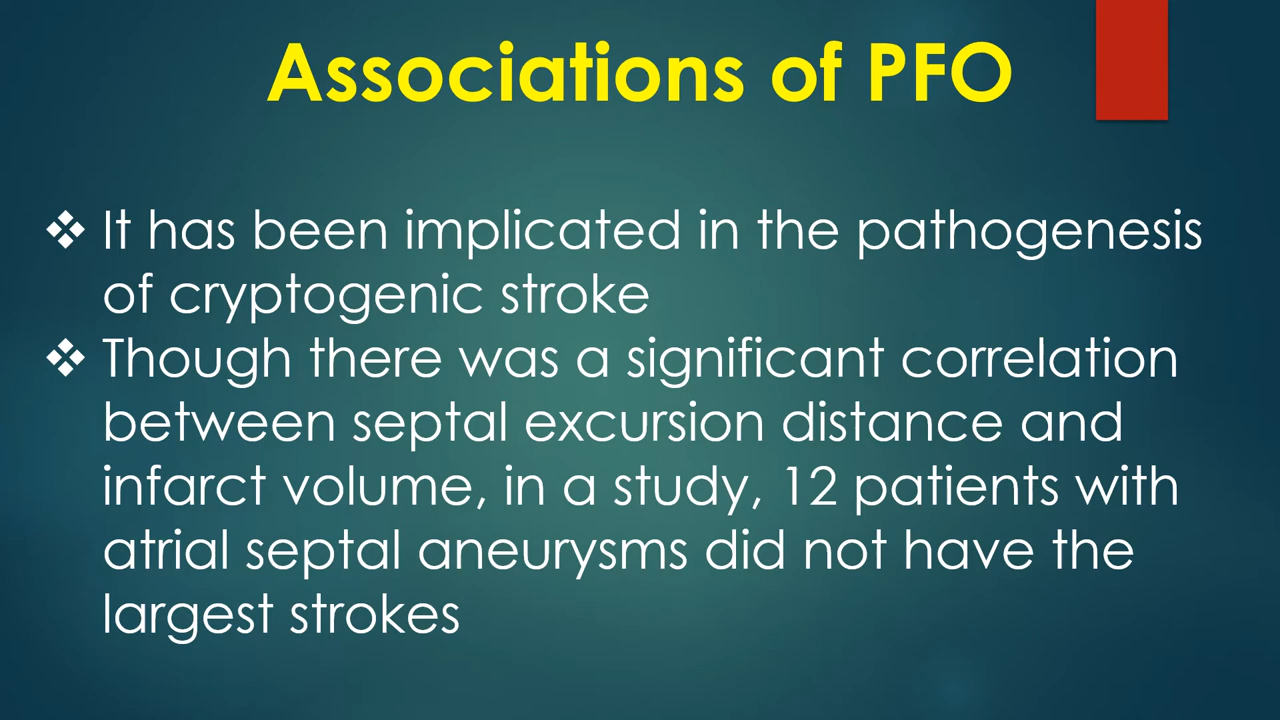 Associations of PFO
❖ It has been implicated in the pathogenesis
of cryptogenic stroke
❖ Though there was a significant correlation
between septal excursion distance and
infarct volume, in a study, 12 patients with
atrial septal aneurysms did not have the
largest strokes